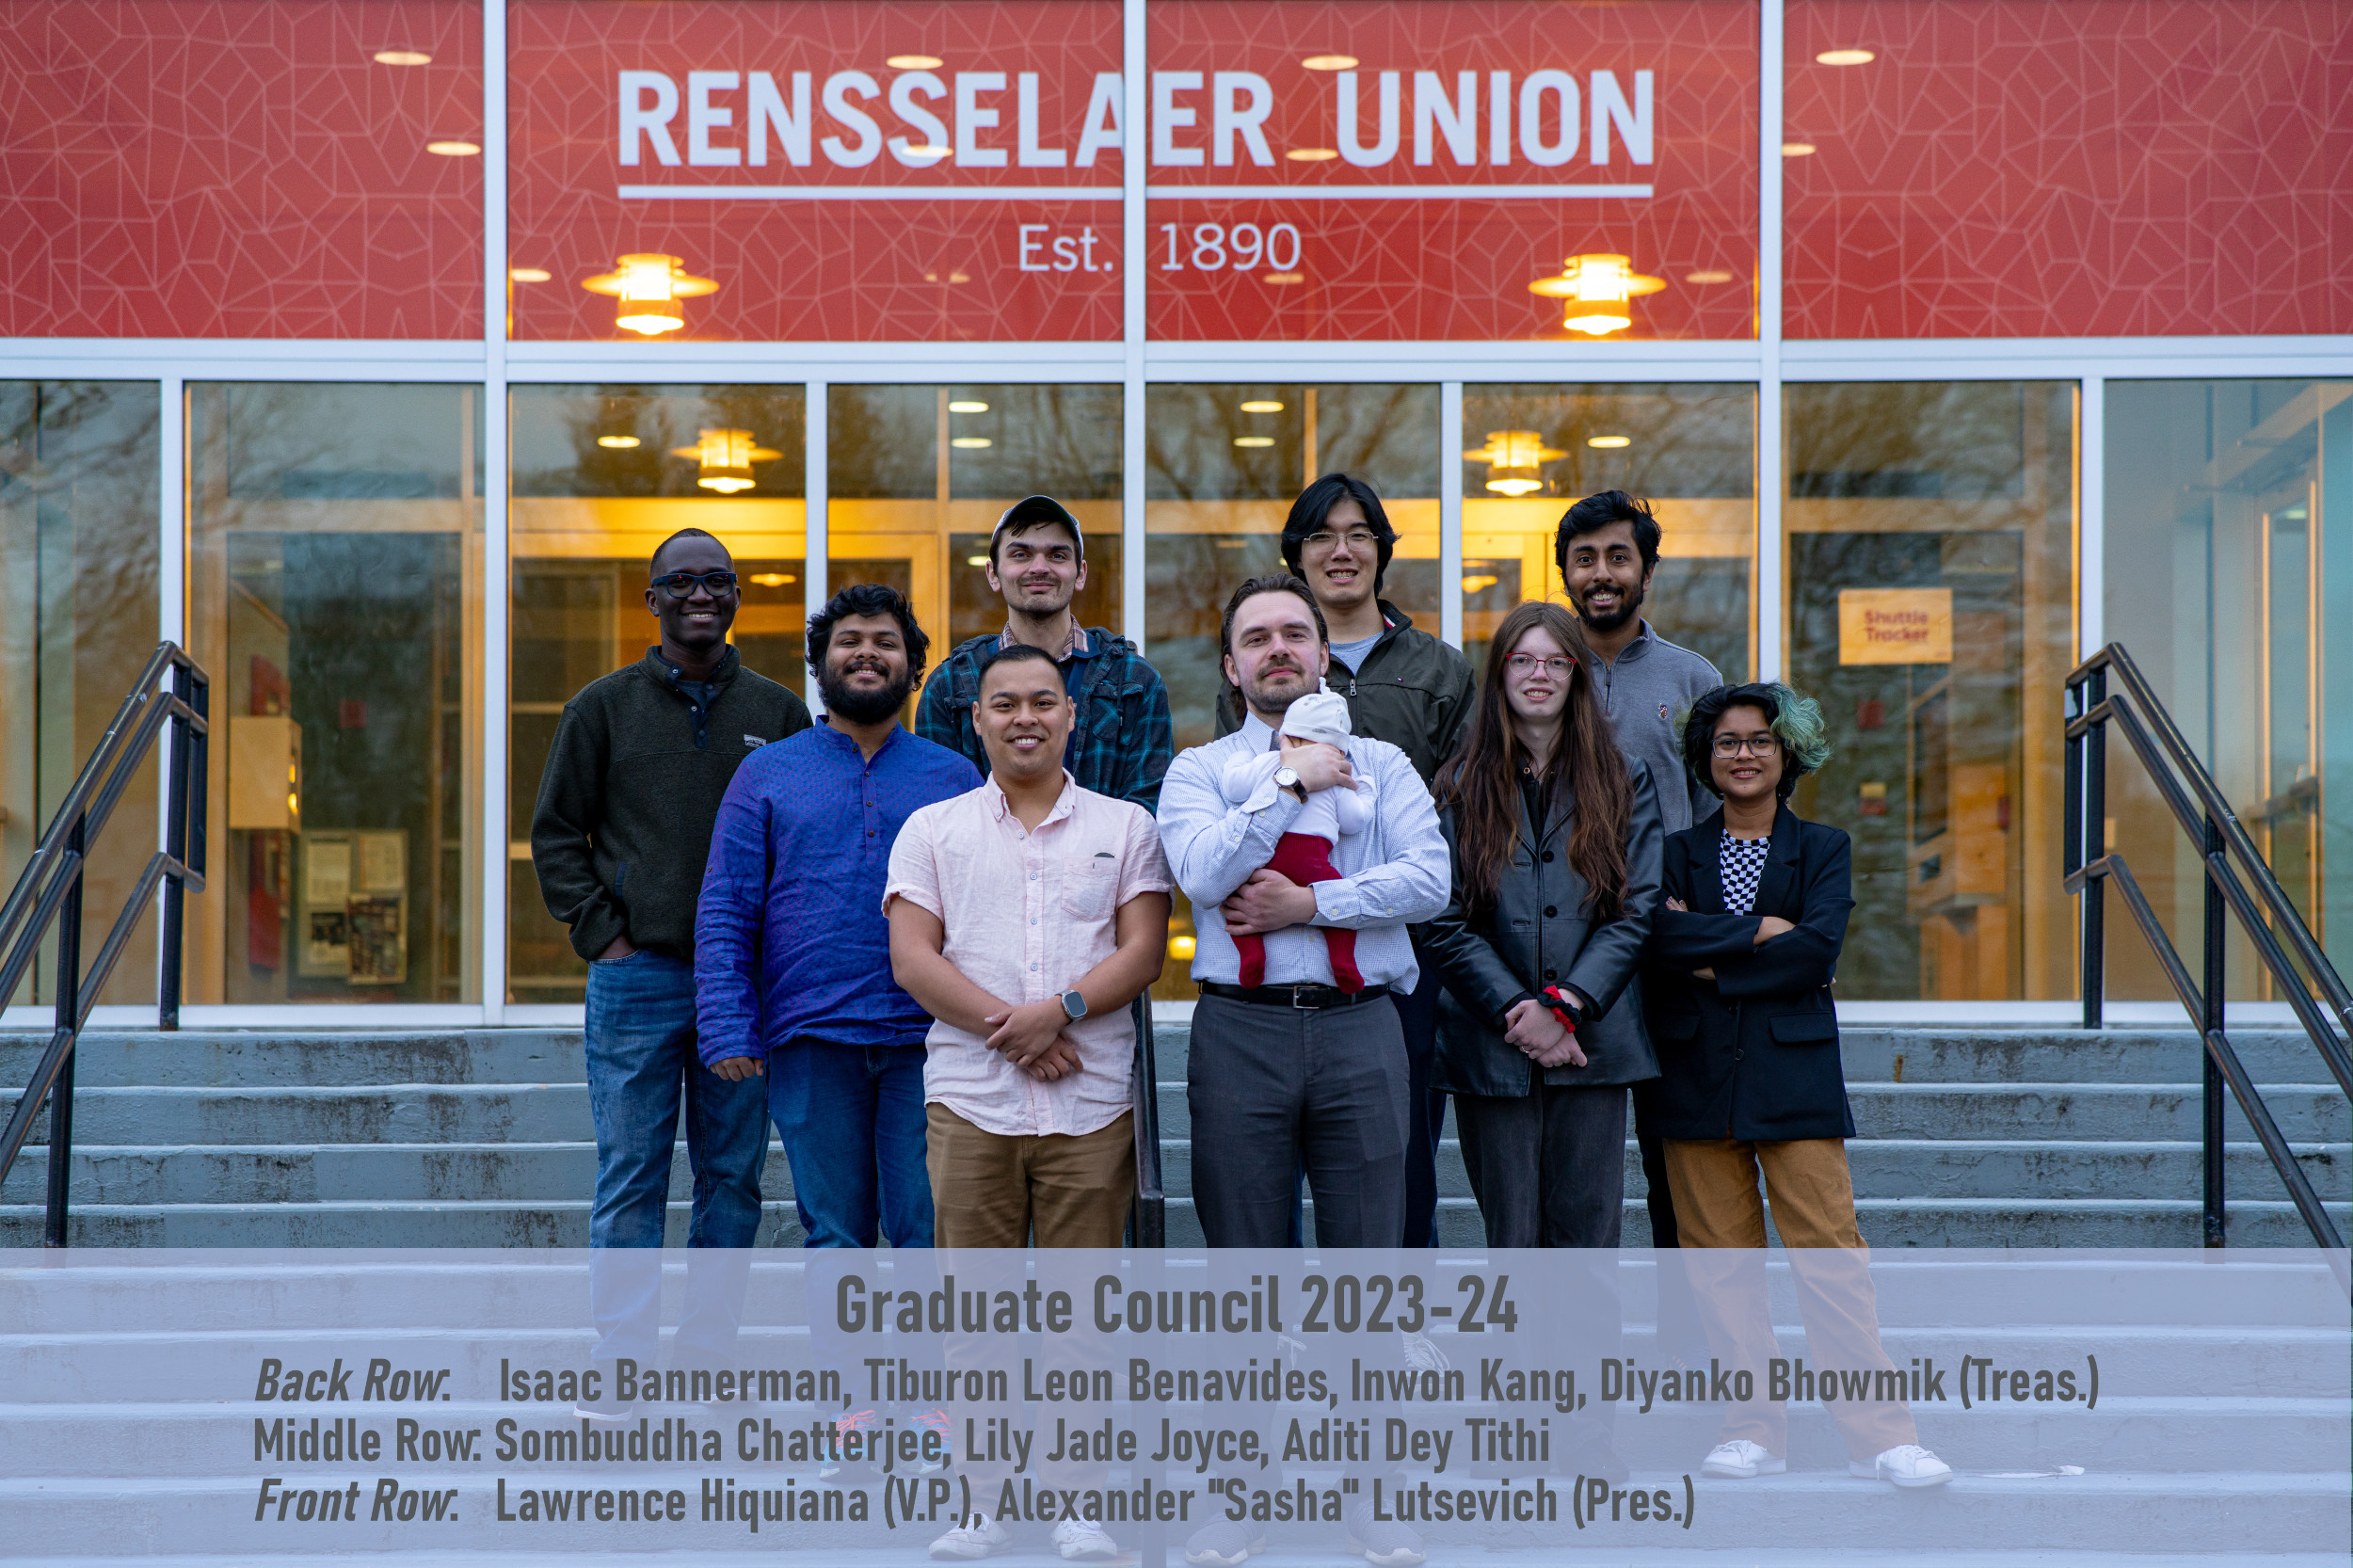 RENSSELAER UNION
Est. 1890
Shuttle
Tracker
Graduate Council 2023-24
Back Row: Isaac Bannerman, Tiburon Leon Benavides, Inwon Kang, Diyanko Bhowmik (Treas.)
Middle Row: Sombuddha Chatterjee, Lily Jade Joyce, Aditi Dey Tithi
Front Row: Lawrence Hiquiana (V.P.), Alexander "Sasha" Lutsevich (Pres.)